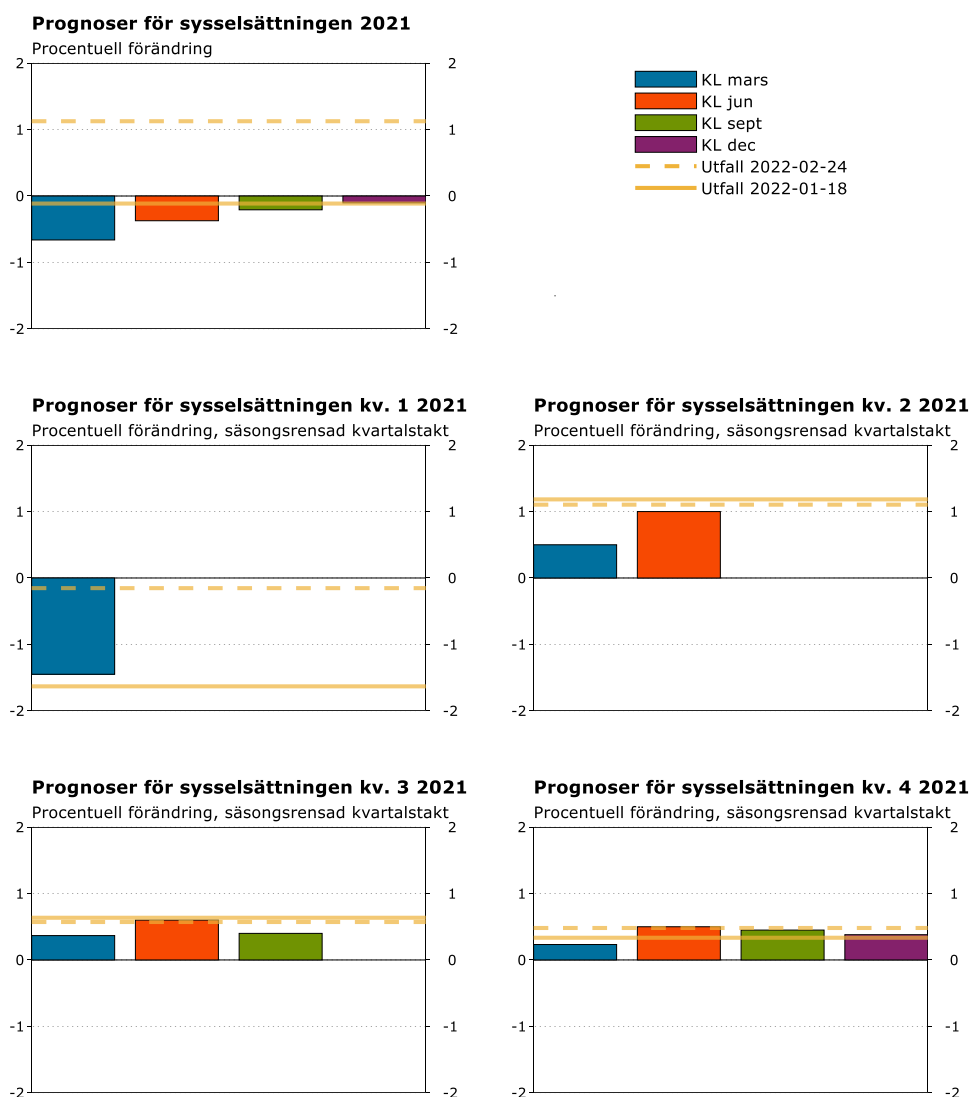 Prognoser för sysselsättningen 2021
Procentuell förändring
2 2
1 1
0 0
-1 -1
-2 -2
KL mars
KL jun
KL sept
KL dec
Utfall 2022-02-24
Utfall 2022-01-18
Prognoser för sysselsättningen kv. 1 2021
Procentuell förändring, säsongsrensad kvartalstakt
2 2
1 1
0 0
-1 -1
-2 -2
Prognoser för sysselsättningen kv. 2 2021
Procentuell förändring, säsongsrensad kvartalstakt
2 2
1 1
0 0
-1 -1
-2 -2
Prognoser för sysselsättningen kv. 3 2021
Procentuell förändring, säsongsrensad kvartalstakt
2 2
1 1
0 0
-1 -1
-2 -2
Prognoser för sysselsättningen kv. 4 2021
Procentuell förändring, säsongsrensad kvartalstakt
2 2
1 1
0 0
-1 -1
-2 -2